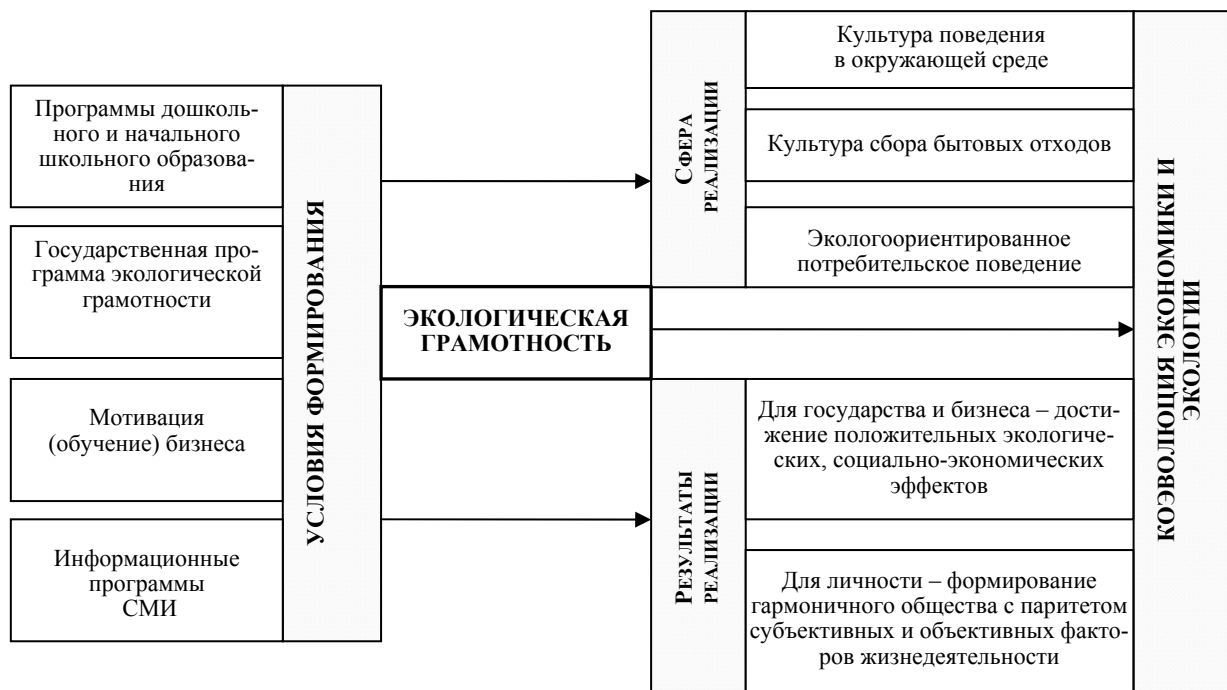 Программы дошколь-
ного и начального
школьного образова-
ния
Государственная про-
грамма экологической
грамотности
Мотивация
(обучение) бизнеса
Информационные
программы
СМИ
УСЛОВИЯ ФОРМИРОВАНИЯ
ЭКОЛОГИЧЕСКАЯ
ГРАМОТНОСТЬ
СФЕРА
РЕАЛИЗАЦИИ
Культура поведения
в окружающей среде
Культура сбора бытовых отходов
Экологоориентированное
потребительское поведение
РЕЗУЛЬТАТЫ
РЕАЛИЗАЦИИ
Для государства и бизнеса – дости-
жение положительных экологиче-
ских, социально-экономических
эффектов
Для личности – формирование
гармоничного общества с паритетом
субъективных и объективных факто-
ров жизнедеятельности
КОЭВОЛЮЦИЯ ЭКОНОМИКИ И
ЭКОЛОГИИ